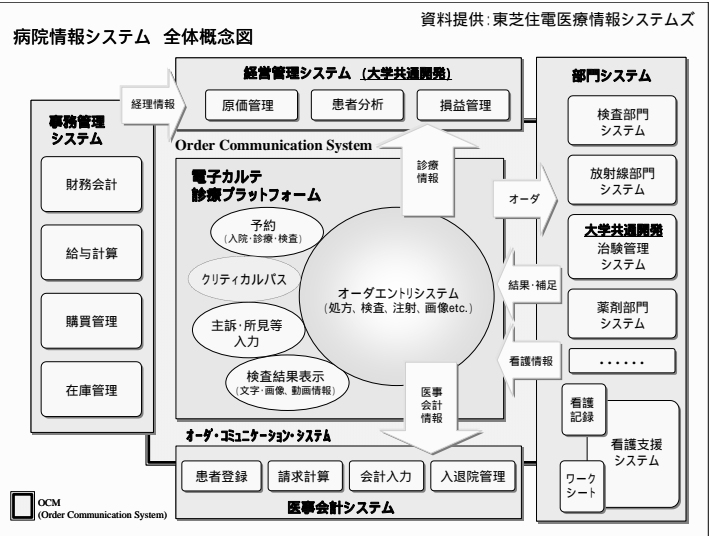 資料提供：東芝住電医療情報システムズ
病院情報システム 全体概念図
経営管理システム (大学共通開発)
原価管理
患者分析
損益管理
経理情報
事務管理
システム
財務会計
給与計算
購買管理
在庫管理
Order Communication System
電子カルテ
診療プラットフォーム
診療
情報
予約
(入院・診療・検査)
クリティカルパス
主訴・所見等
入力
検査結果表示
(文字・画像、動画情報)
オーダエントリシステム
(処方、検査、注射、画像etc.)
医事
会計
情報
オーダ
結果・補足
看護情報
部門システム
検査部門
システム
放射線部門
システム
大学共通開発
治験管理
システム
薬剤部門
システム
······
看護
記録
看護支援
システム
ワーク
シート
オーダ・コミュニケーション・システム
患者登録
請求計算
会計入力
入退院管理
医事会計システム
OCM
(Order Communication System)